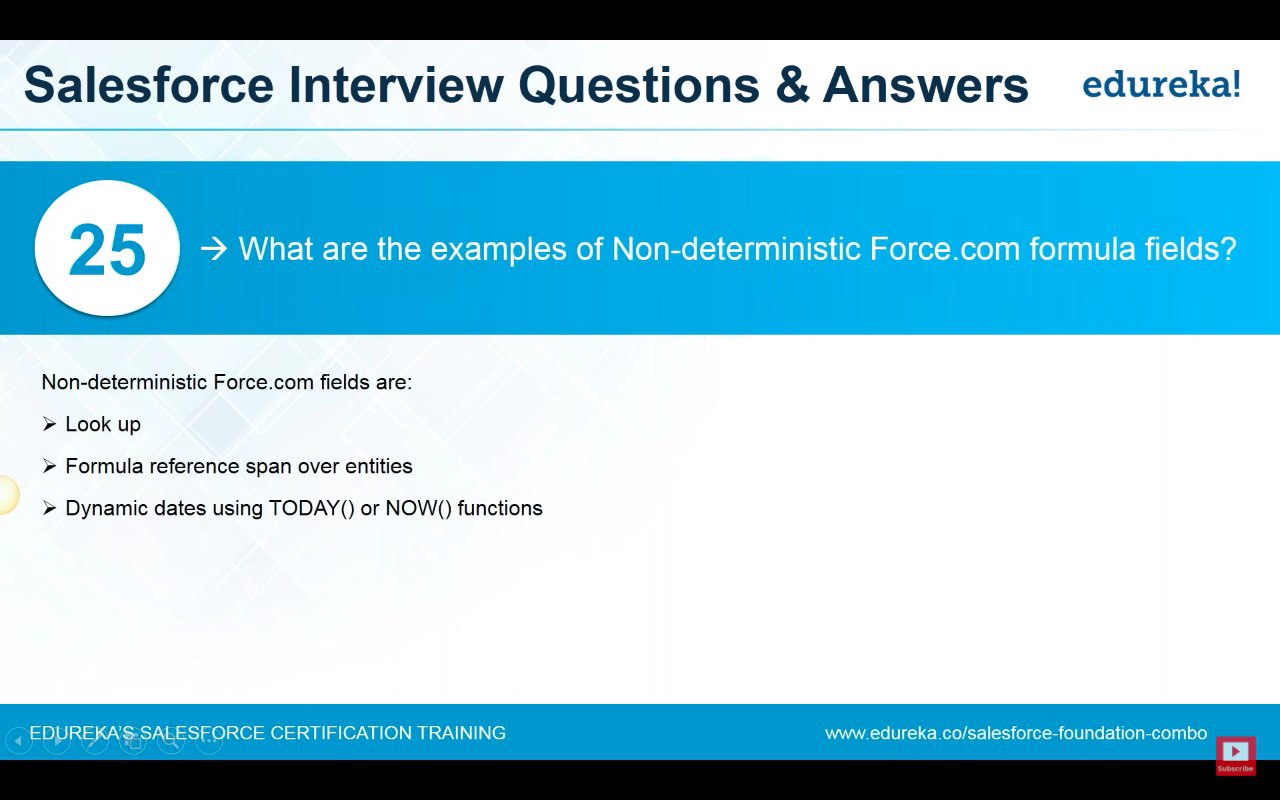 Salesforce Interview Questions & Answers
edureka!
25
→ What are the examples of Non-deterministic Force.com formula fields?
Non-deterministic Force.com fields are:
➢ Look up
➢ Formula reference span over entities
➢ Dynamic dates using TODAY() or NOW() functions
EDUREKA'S SALESFORCE CERTIFICATION TRAINING
www.edureka.co/salesforce-foundation-combo
Subscribe